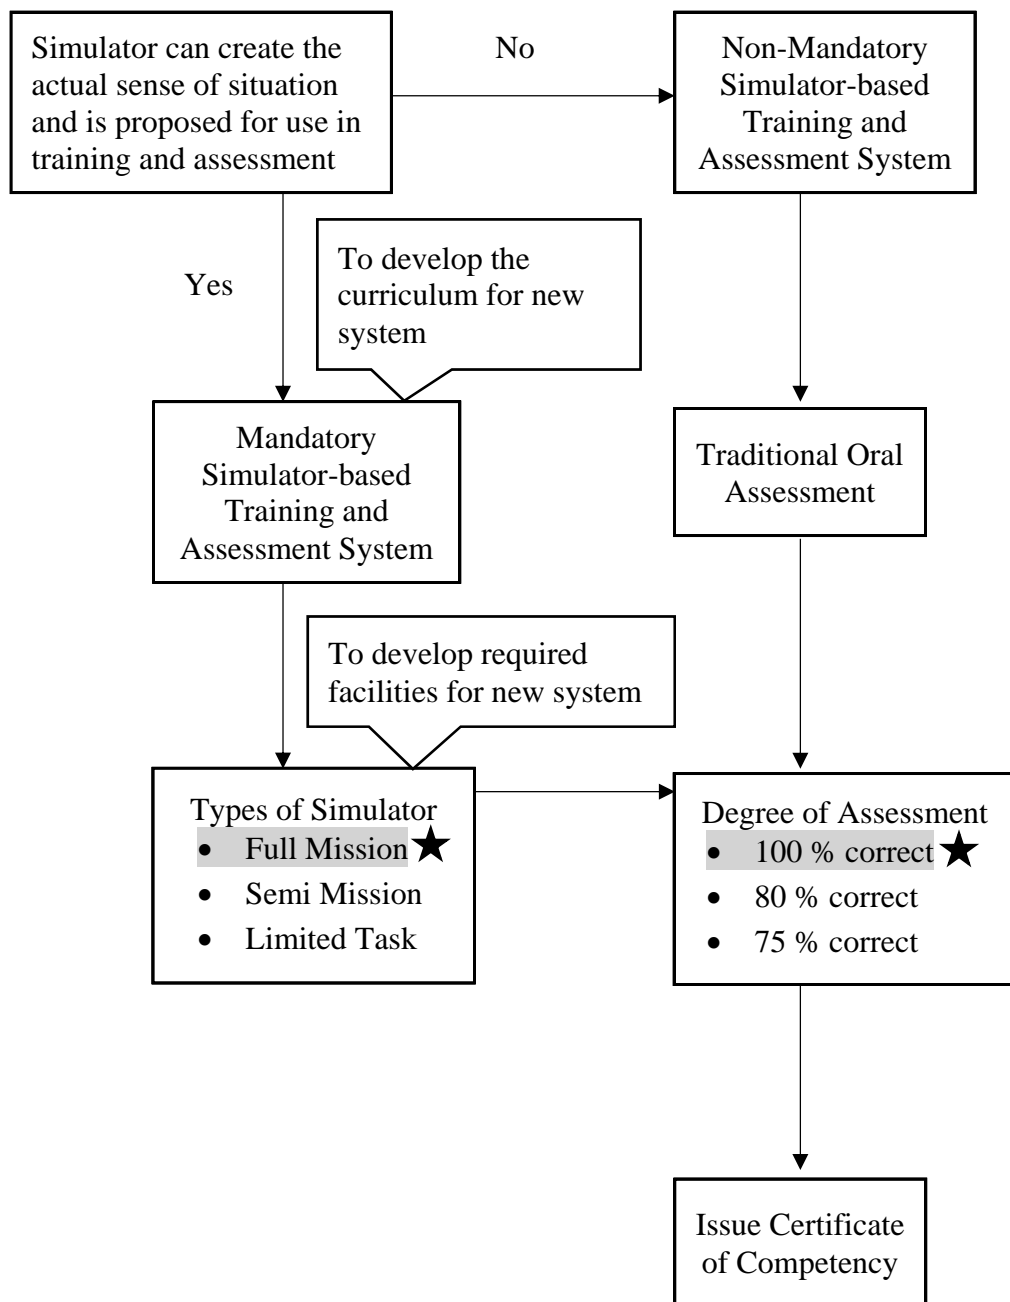 Simulator can create the
actual sense of situation
and is proposed for use in
training and assessment
No
Non-Mandatory
Simulator-based
Training and
Assessment System
Yes
To develop the
curriculum for new
system
Mandatory
Simulator-based
Training and
Assessment System
Traditional Oral
Assessment
To develop required
facilities for new system
Types of Simulator
• Full Mission
• Semi Mission
• Limited Task
Degree of Assessment
• 100 % correct
• 80 % correct
• 75 % correct
Issue Certificate
of Competency